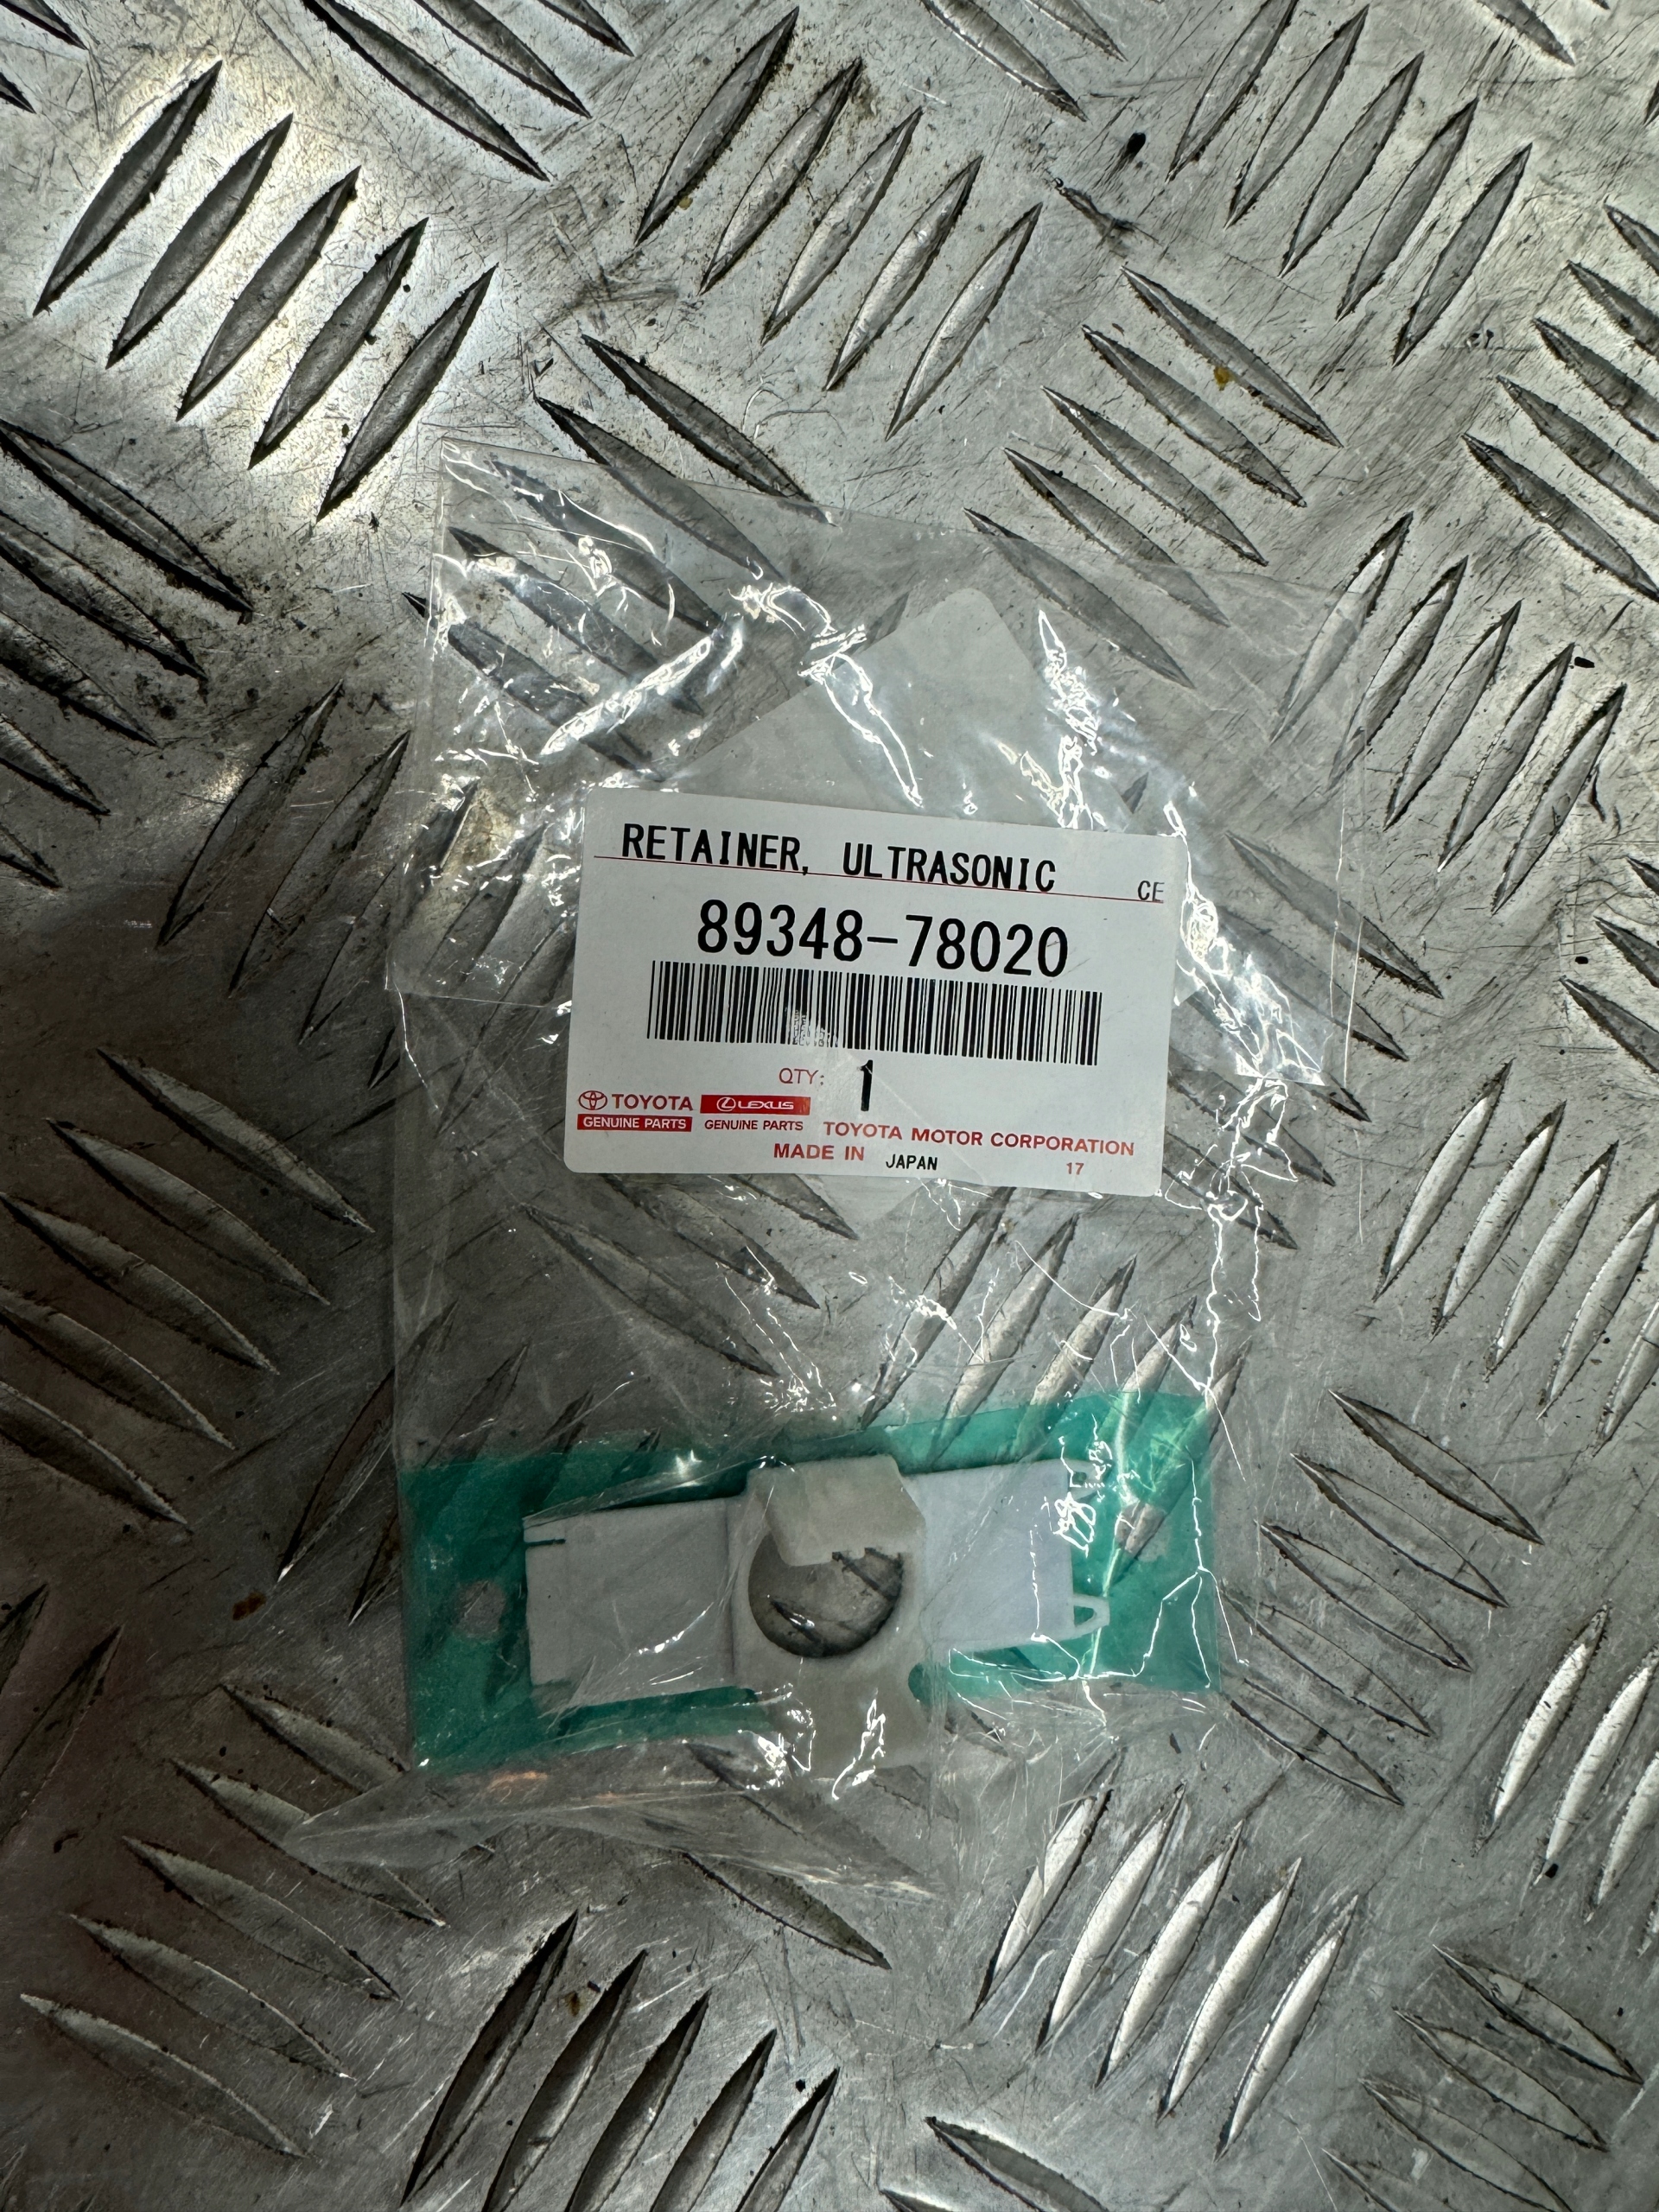 RETAINER, ULTRASONIC CE
89348-78020
QTY: 1
TOYOTA LEXUS
GENUINE PARTS GENUINE PARTS TOYOTA MOTOR CORPORATION
MADE IN JAPAN 17